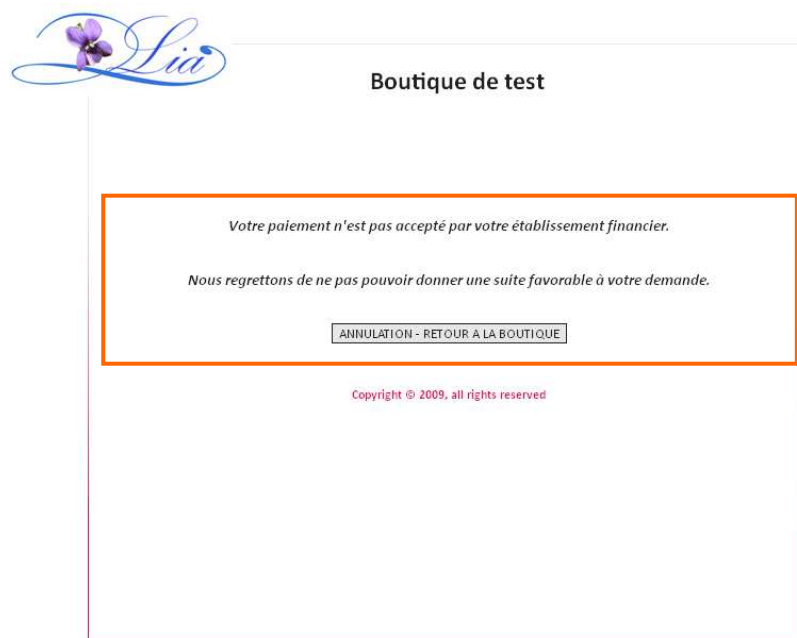 Lia
Boutique de test
Votre paiement n'est pas accepté par votre établissement financier.
Nous regrettons de ne pas pouvoir donner une suite favorable à votre demande.
ANNULATION - RETOUR A LA BOUTIQUE
Copyright © 2009, all rights reserved